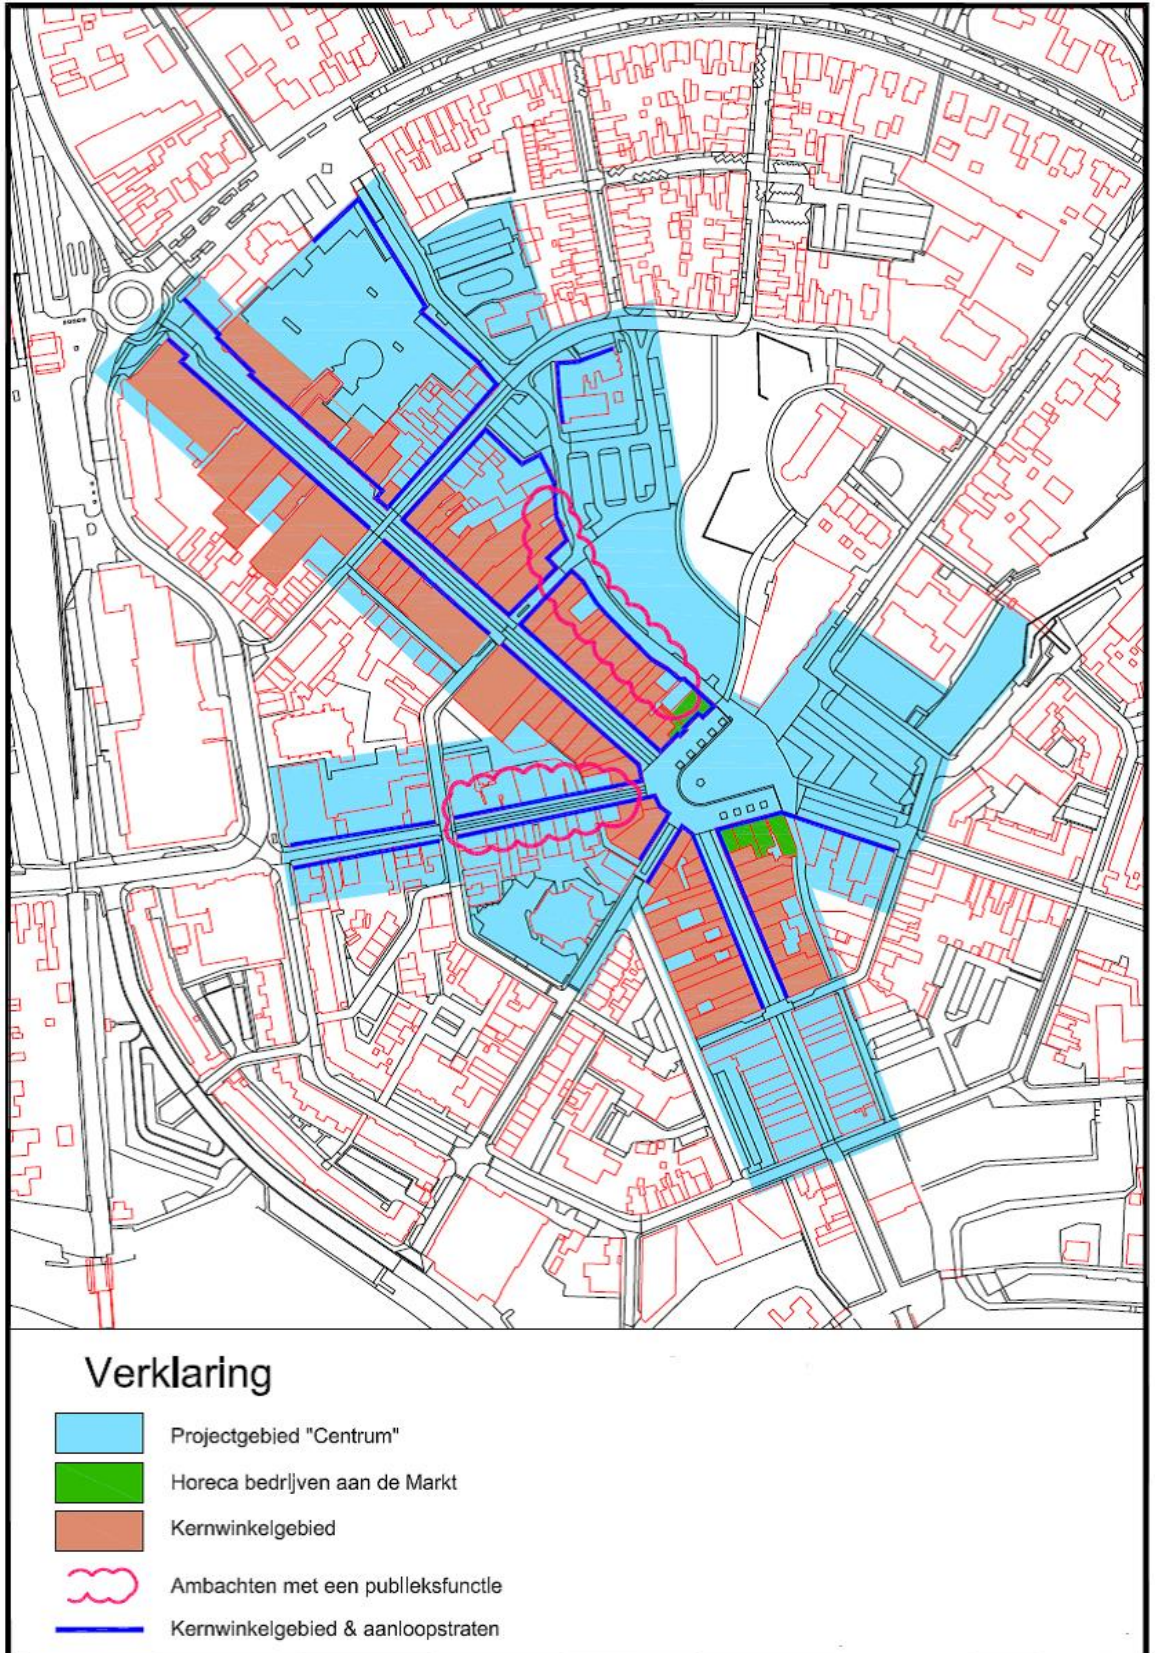 Verklaring
Projectgebied "Centrum"
Horeca bedrijven aan de Markt
Kernwinkelgebied
Ambachten met een publieksfunctie
Kernwinkelgebied & aanloopstraten